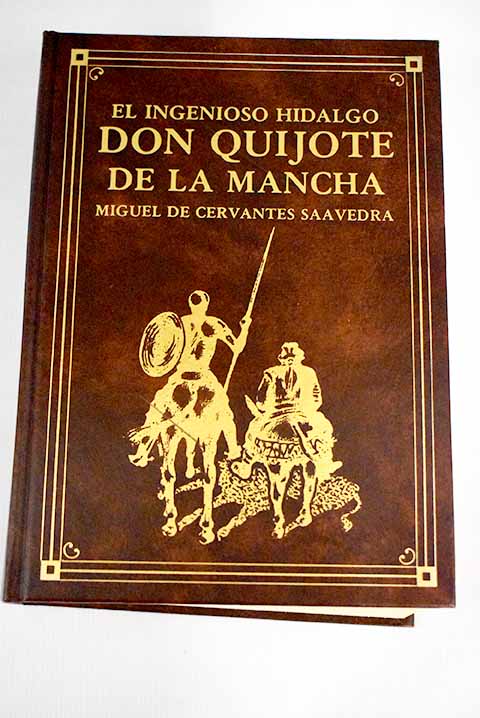 EL INGENIOSO HIDALGO
DON QUIJOTE
DE LA MANCHA
MIGUEL DE CERVANTES SAAVEDRA